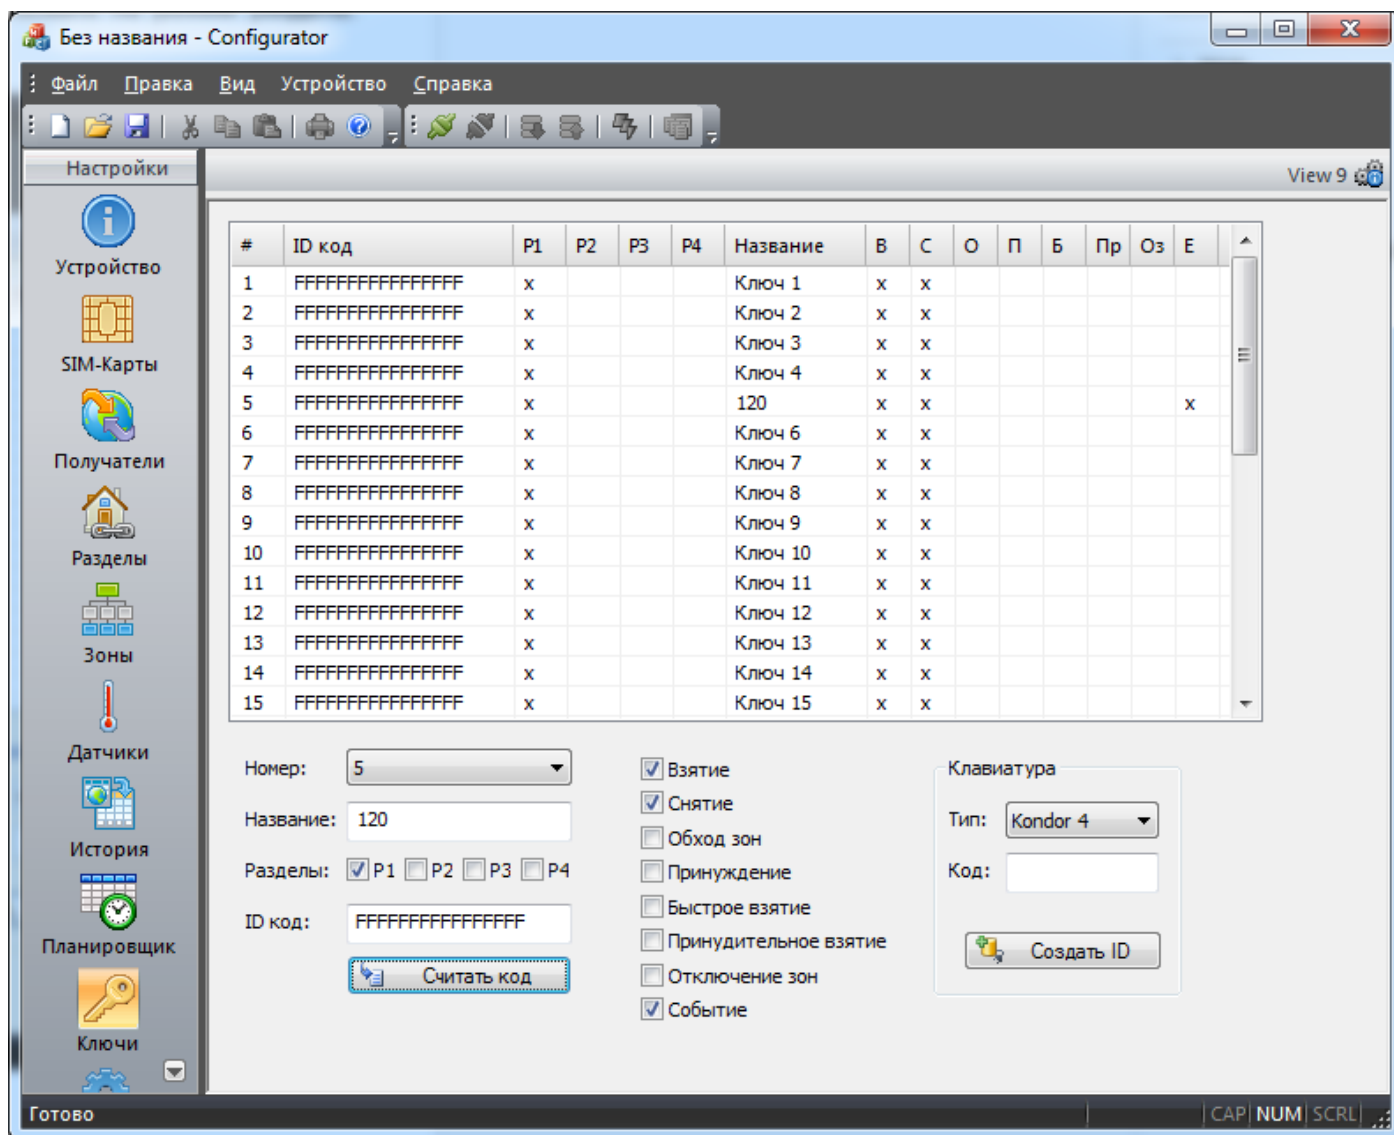 Без названия - Configurator
Файл Правка Вид Устройство Справка
Настройки
View 9
Устройство
SIM-Карты
Получатели
Разделы
Зоны
Датчики
История
Планировщик
Ключи
# ID код P1 P2 P3 P4 Название В С О П Б Пр Оз Е
1 FFFFFFFFFFFFFFFF x Ключ 1 x x
2 FFFFFFFFFFFFFFFF x Ключ 2 x x
3 FFFFFFFFFFFFFFFF x Ключ 3 x x
4 FFFFFFFFFFFFFFFF x Ключ 4 x x
5 FFFFFFFFFFFFFFFF x 120 x x x
6 FFFFFFFFFFFFFFFF x Ключ 6 x x
7 FFFFFFFFFFFFFFFF x Ключ 7 x x
8 FFFFFFFFFFFFFFFF x Ключ 8 x x
9 FFFFFFFFFFFFFFFF x Ключ 9 x x
10 FFFFFFFFFFFFFFFF x Ключ 10 x x
11 FFFFFFFFFFFFFFFF x Ключ 11 x x
12 FFFFFFFFFFFFFFFF x Ключ 12 x x
13 FFFFFFFFFFFFFFFF x Ключ 13 x x
14 FFFFFFFFFFFFFFFF x Ключ 14 x x
15 FFFFFFFFFFFFFFFF x Ключ 15 x x
Номер: 5
Название: 120
Разделы: P1 P2 P3 P4
ID код: FFFFFFFFFFFFFFFF
Считать код
Взятие
Снятие
Обход зон
Принуждение
Быстрое взятие
Принудительное взятие
Отключение зон
Событие
Клавиатура
Тип: Kondor 4
Код:
Создать ID
Готово
CAP NUM SCRL